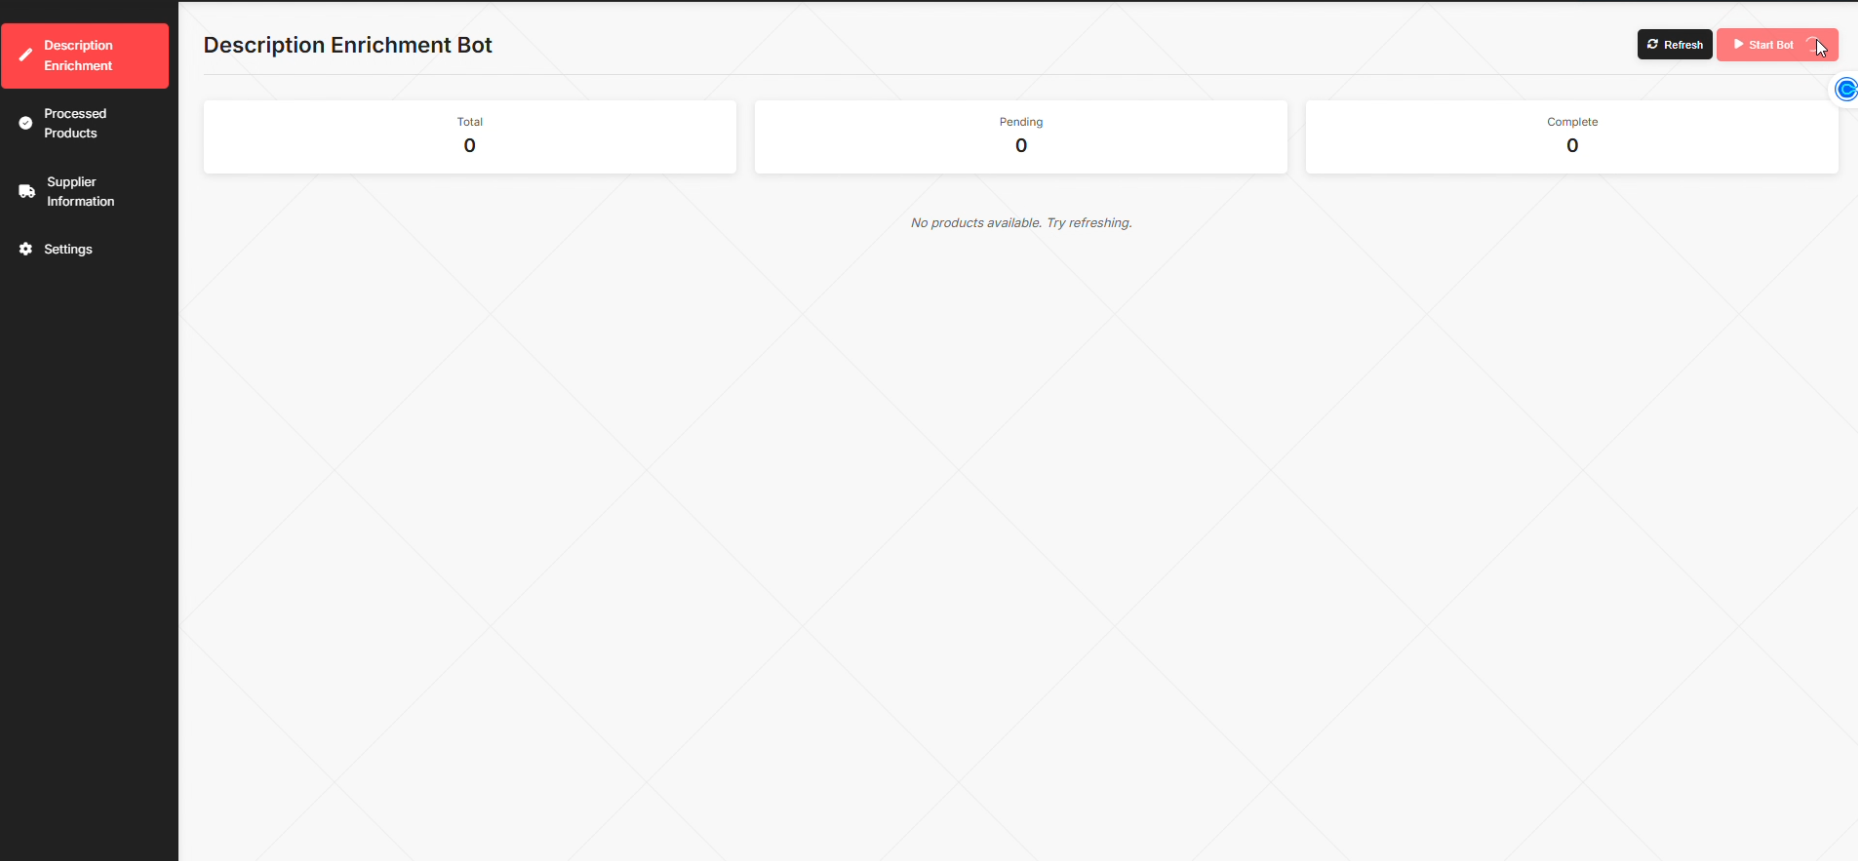 Description
Enrichment
Processed
Products
Supplier
Information
Settings
Description Enrichment Bot
Refresh
Start Bot
Total
0
Pending
0
Complete
0
No products available. Try refreshing.